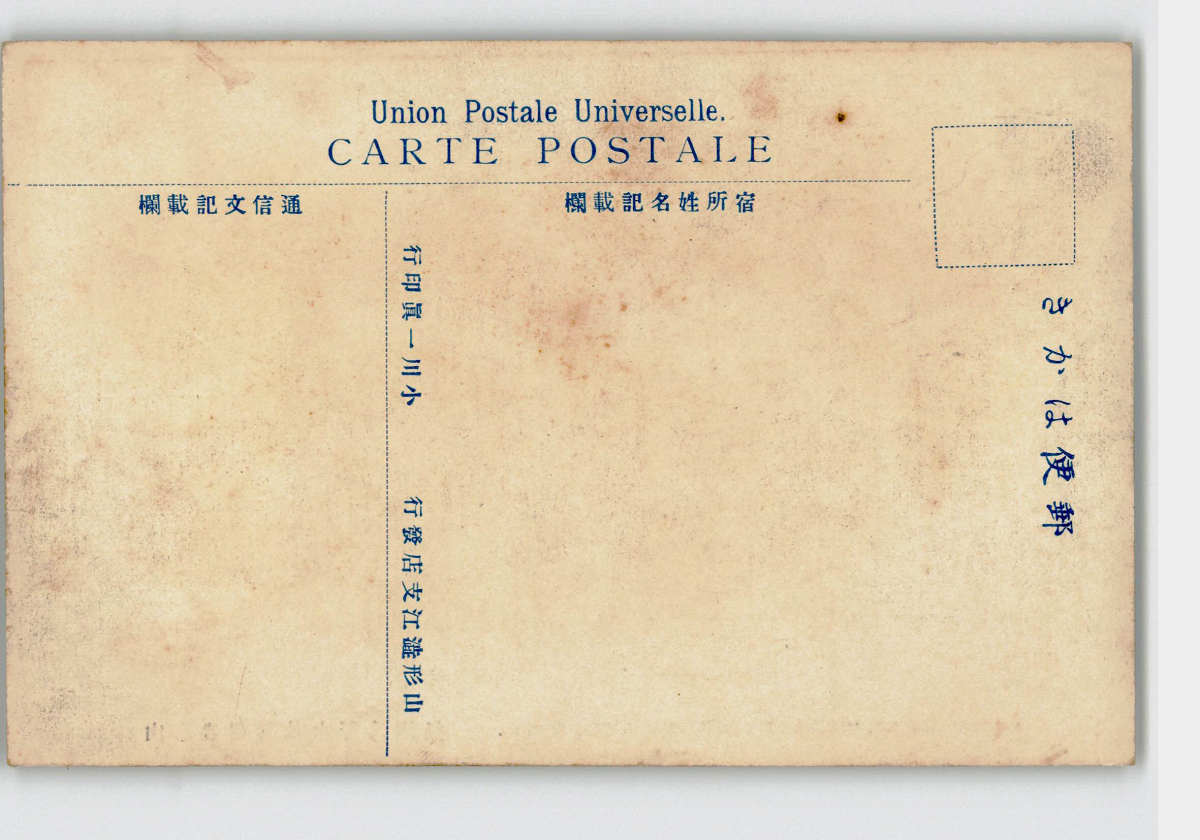 Union Postale Universelle.
CARTE POSTALE
宿所姓名記載欄
通信文記載欄
郵便はかき
山形澁江支店發行 小川一眞印行